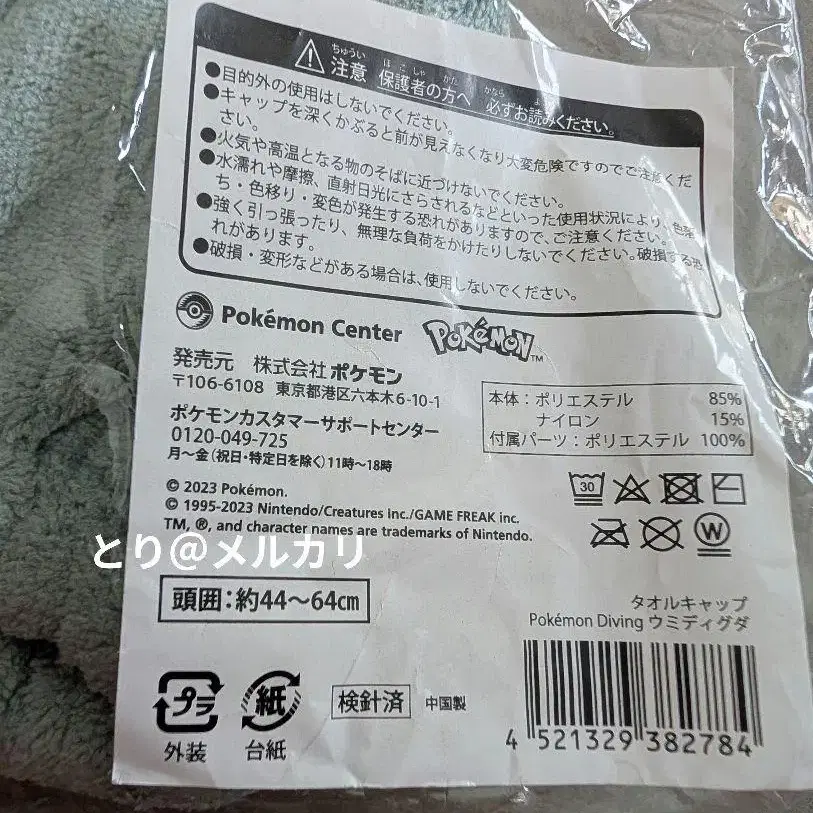 ちゅうい ほごしゃ かた かなら よ
注意 保護者の方へ 必ずお読みください。
●目的外の使用はしないでください。
●キャップを深くかぶると前が見えなくなり大変危険ですのでご注意くだ
さい。
●火気や高温となる物のそばに近づけないでください。
●水濡れや摩擦、直射日光にさらされるなどといった使用状況により、色落
ち・色移り・変色が発生する恐れがありますので、ご注意ください。
●強く引っ張ったり、無理な負荷をかけたりしないでください。破損する恐
れがあります。
●破損・変形などがある場合は、使用しないでください。
Pokémon Center POKéMON™
発売元 株式会社ポケモン
〒106-6108 東京都港区六本木6-10-1
ポケモンカスタマーサポートセンター
0120-049-725
月〜金（祝日・特定日を除く）11時〜18時
本体：ポリエステル 85%
ナイロン 15%
付属パーツ：ポリエステル 100%
30
W
© 2023 Pokémon.
© 1995-2023 Nintendo/Creatures inc./GAME FREAK inc.
TM, ®, and character names are trademarks of Nintendo.
とり@メルカリ
頭囲：約44〜64cm
タオルキャップ
Pokémon Diving ウミディグダ
プラ
外装
紙
台紙
検針済
中国製
4 521329 382784